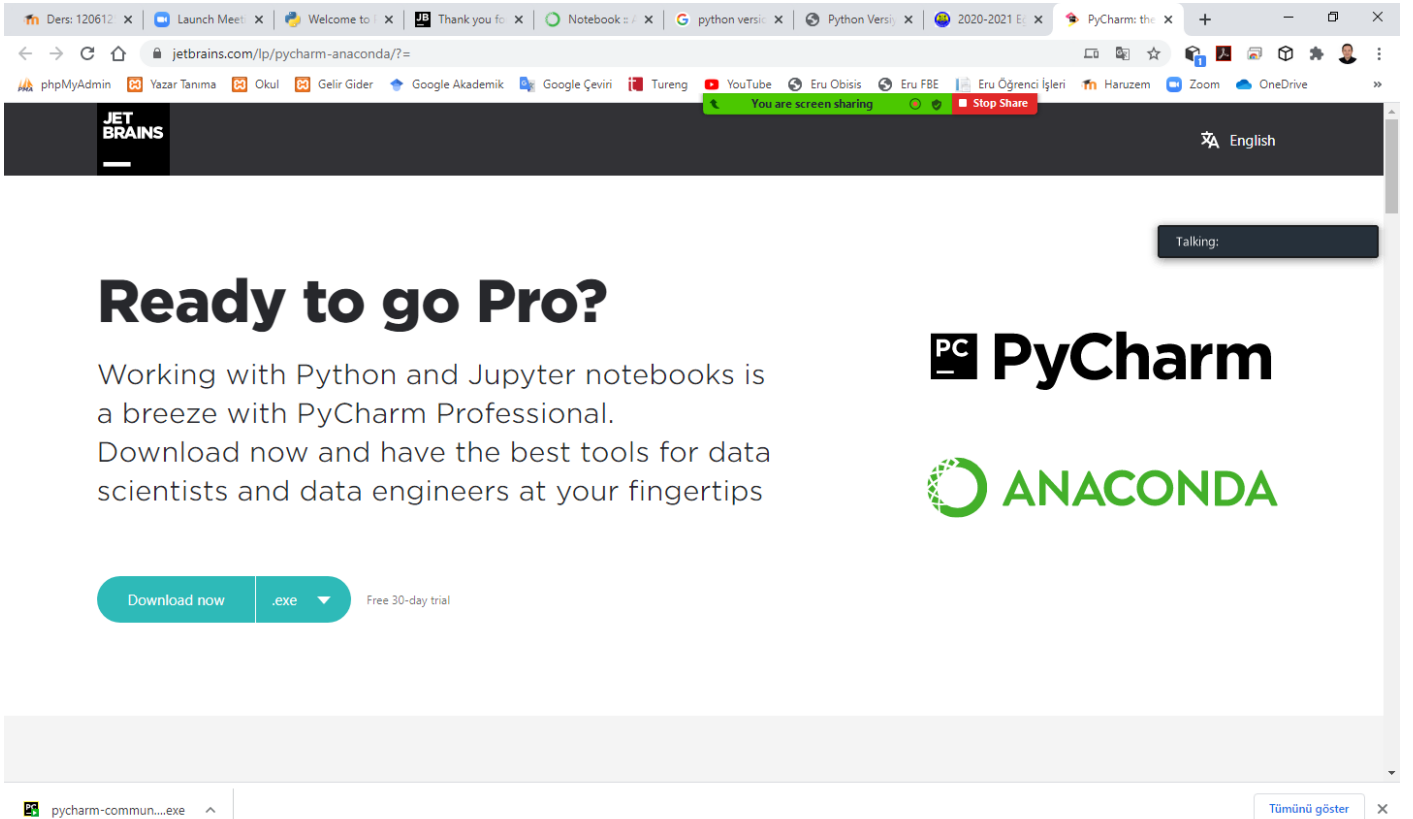 Ders: 120612
Launch Meeti
Welcome to
Thank you fo
Notebook :: A
python versio
Python Versiy
2020-2021 Eğ
PyCharm: the
jetbrains.com/lp/pycharm-anaconda/?=
phpMyAdmin Yazar Tanıma Okul Gelir Gider Google Akademik Google Çeviri Tureng YouTube Eru Obisis Eru FBE Eru Öğrenci İşleri Haruzem Zoom OneDrive »
You are screen sharing Stop Share
JET
BRAINS
English
Talking:
Ready to go Pro?
Working with Python and Jupyter notebooks is
a breeze with PyCharm Professional.
Download now and have the best tools for data
scientists and data engineers at your fingertips
PC PyCharm
ANACONDA
Download now .exe Free 30-day trial
pycharm-commun....exe
Tümünü göster